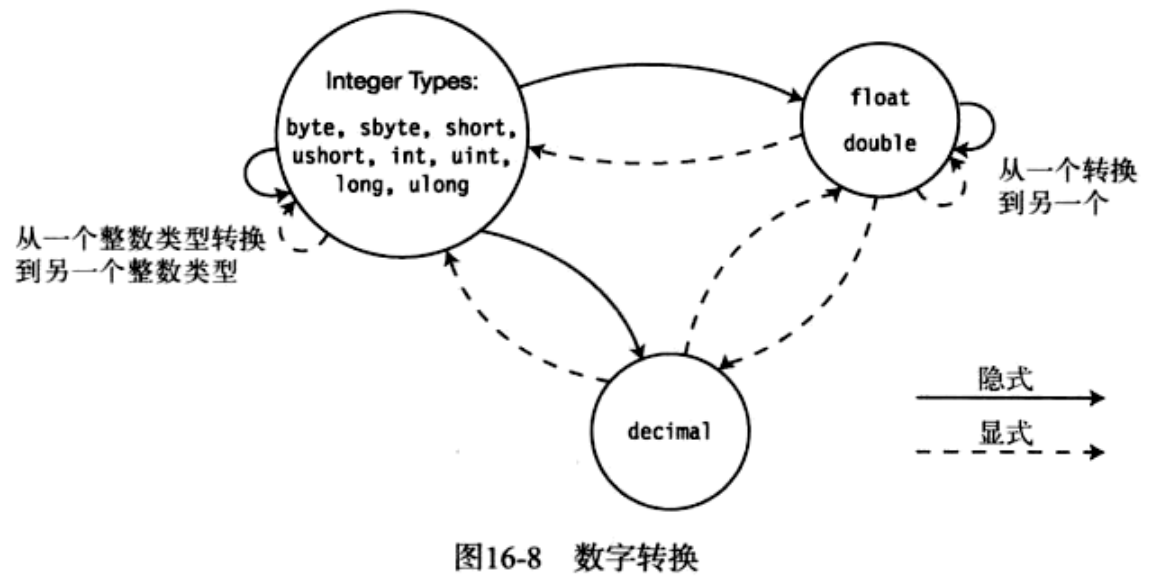 Integer Types:
byte, sbyte, short,
ushort, int, uint,
long, ulong
float
double
从一个转换
到另一个
从一个整数类型转换
到另一个整数类型
decimal
隐式
显式
图16-8 数字转换